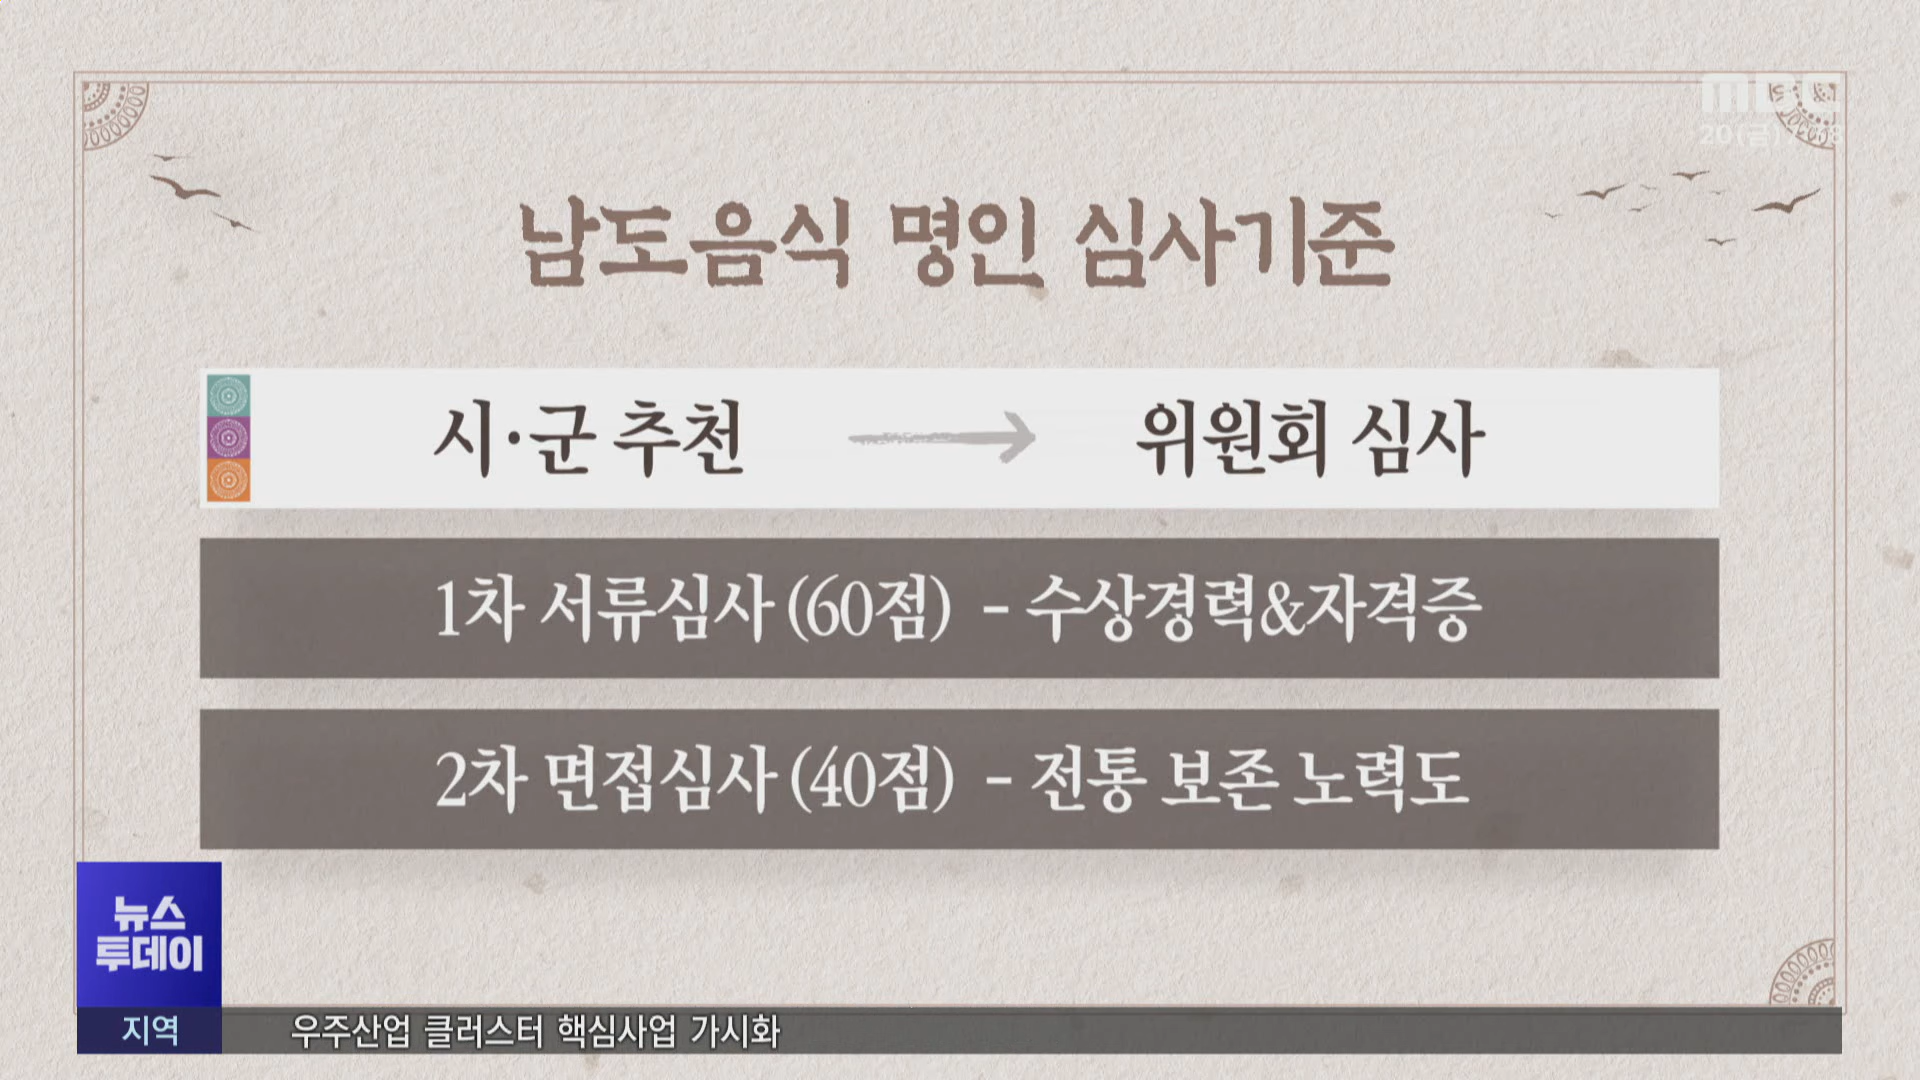 MBC
20(금)
남도음식 명인 심사기준
시·군 추천 → 위원회 심사
1차 서류심사(60점) - 수상경력&자격증
2차 면접심사(40점) - 전통 보존 노력도
뉴스
투데이
지역 우주산업 클러스터 핵심사업 가시화